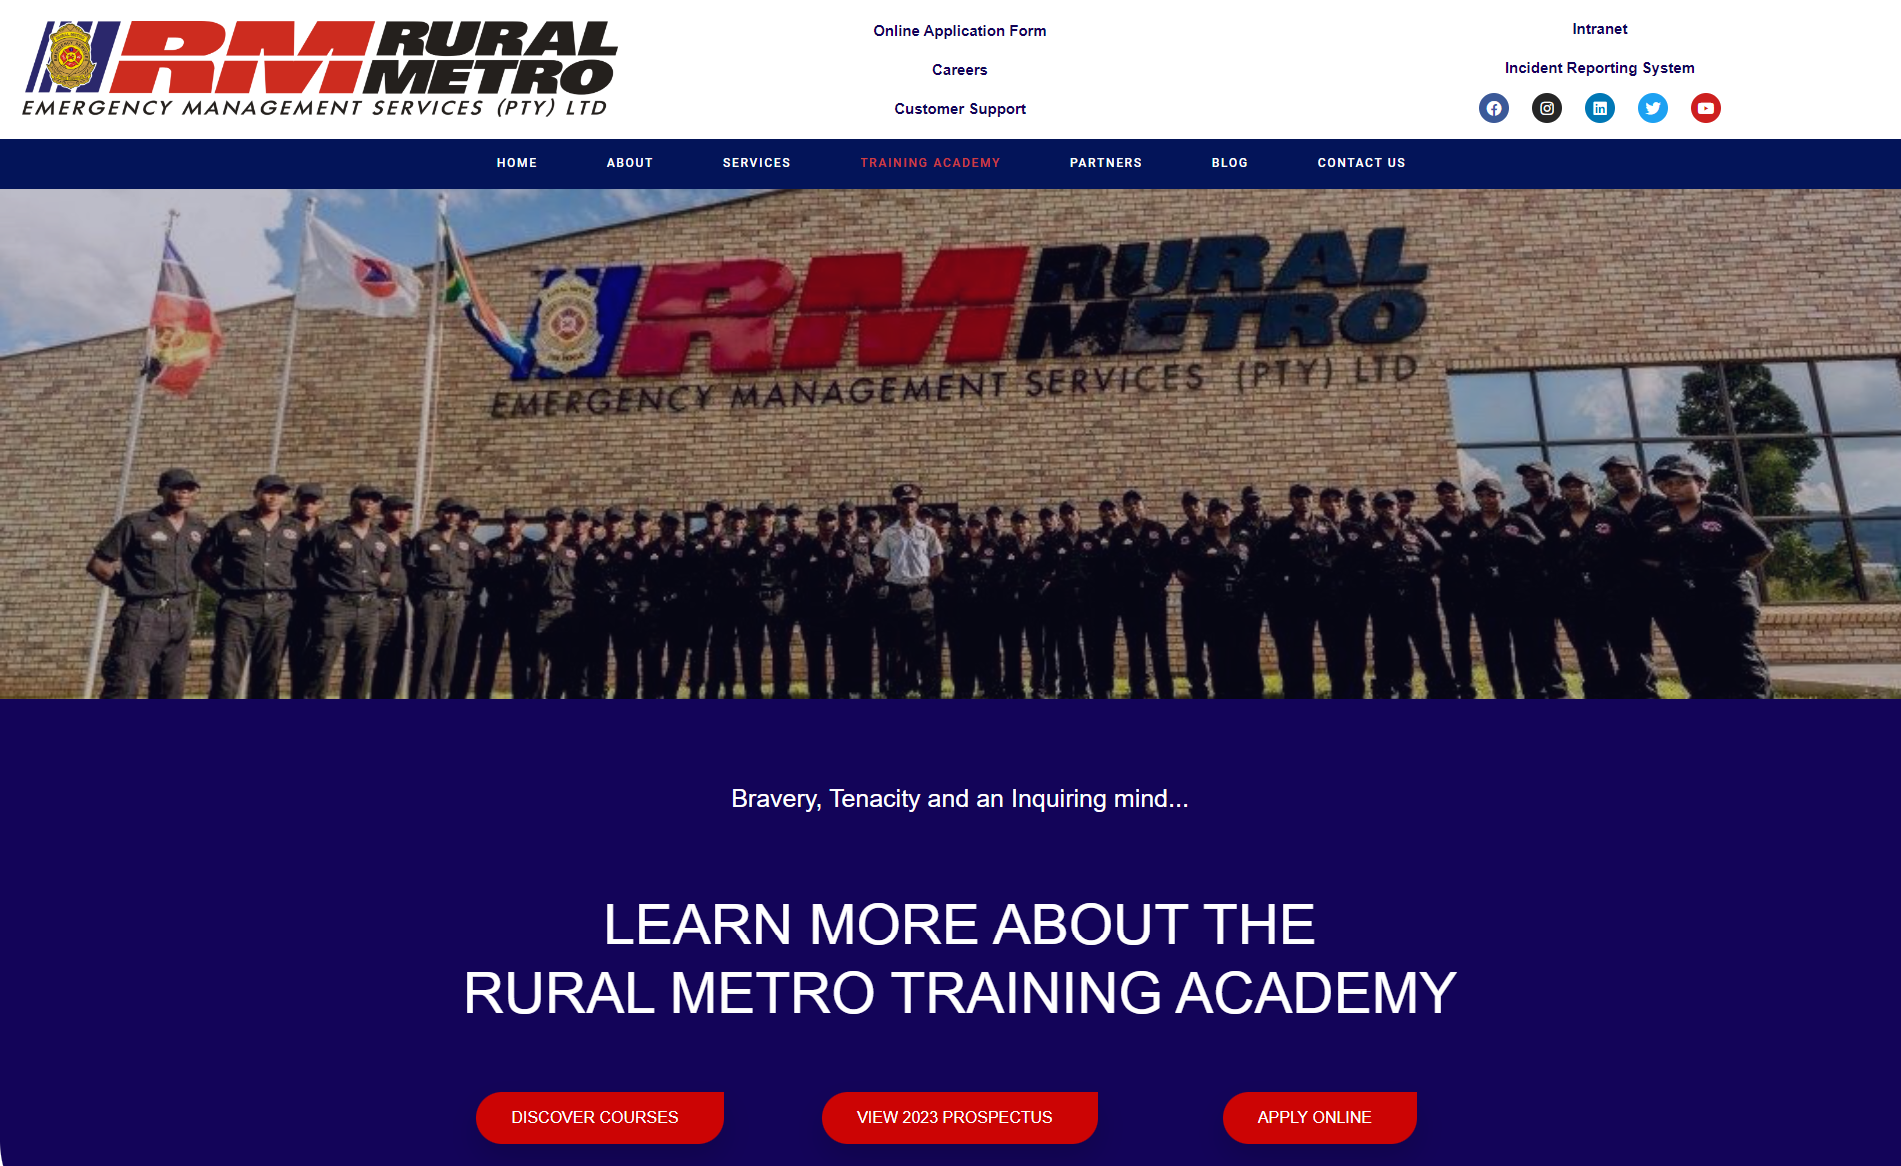 RM RURAL
METRO
EMERGENCY MANAGEMENT SERVICES (PTY) LTD
Online Application Form
Careers
Customer Support
Intranet
Incident Reporting System
HOME ABOUT SERVICES TRAINING ACADEMY PARTNERS BLOG CONTACT US
RM RURAL
METRO
EMERGENCY MANAGEMENT SERVICES (PTY) LTD
Bravery, Tenacity and an Inquiring mind...
LEARN MORE ABOUT THE
RURAL METRO TRAINING ACADEMY
DISCOVER COURSES VIEW 2023 PROSPECTUS APPLY ONLINE